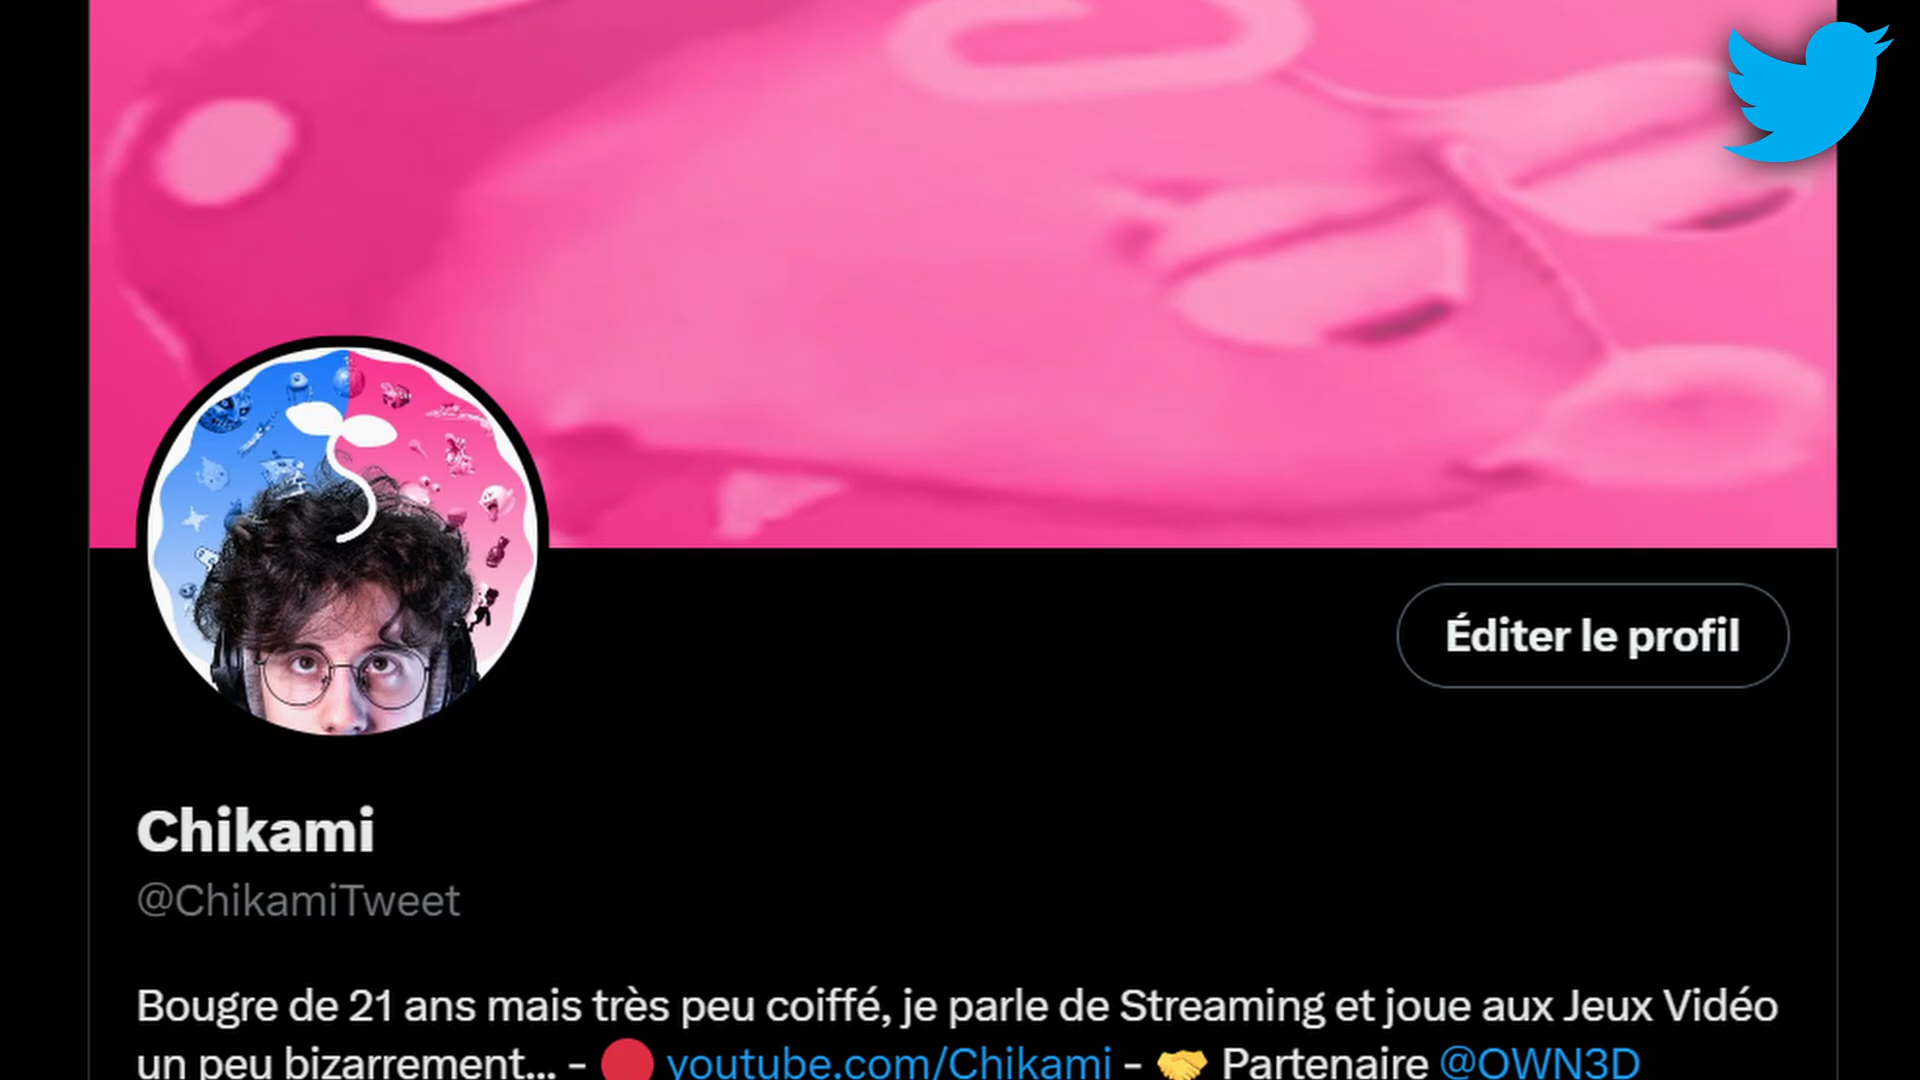 Éditer le profil
Chikami
@ChikamiTweet
Bougre de 21 ans mais très peu coiffé, je parle de Streaming et joue aux Jeux Vidéo
un peu bizarrement... - 🔴 youtube.com/Chikami - 🤝 Partenaire @OWN3D